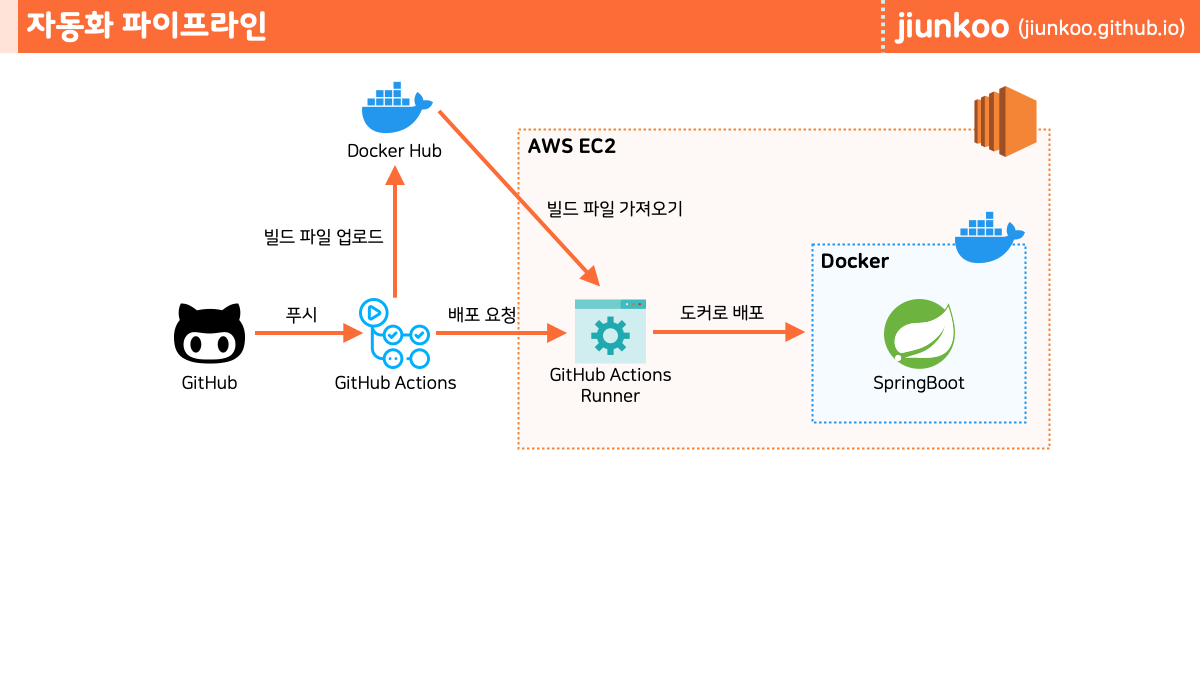 자동화 파이프라인
jiunkoo (jiunkoo.github.io)
Docker Hub
AWS EC2
빌드 파일 가져오기
빌드 파일 업로드
Docker
푸시
배포 요청
도커로 배포
GitHub
GitHub Actions
GitHub Actions
Runner
SpringBoot